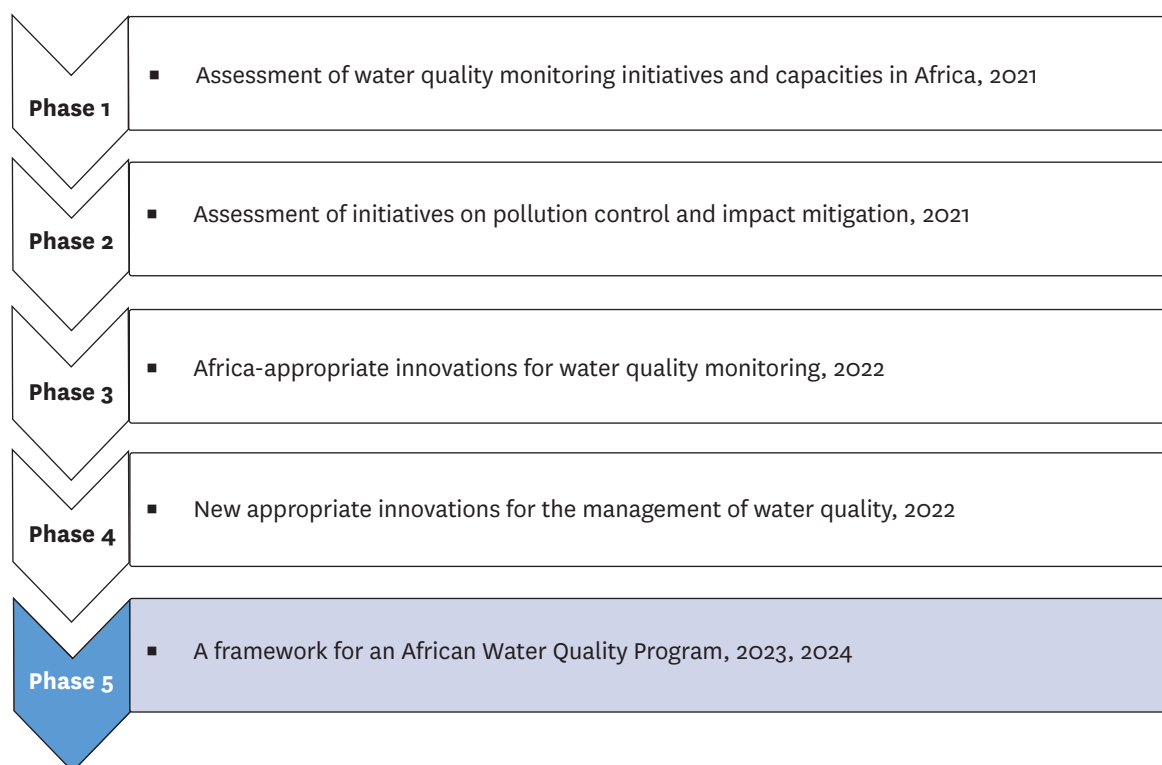 Phase 1
▪ Assessment of water quality monitoring initiatives and capacities in Africa, 2021
Phase 2
▪ Assessment of initiatives on pollution control and impact mitigation, 2021
Phase 3
▪ Africa-appropriate innovations for water quality monitoring, 2022
Phase 4
▪ New appropriate innovations for the management of water quality, 2022
Phase 5
▪ A framework for an African Water Quality Program, 2023, 2024